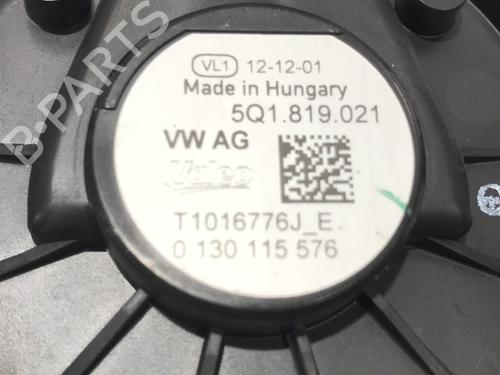 VL1 12-12-01
Made in Hungary
5Q1.819.021
VW AG
Valeo
T1016776J_E
0 130 115 576
B-PARTS